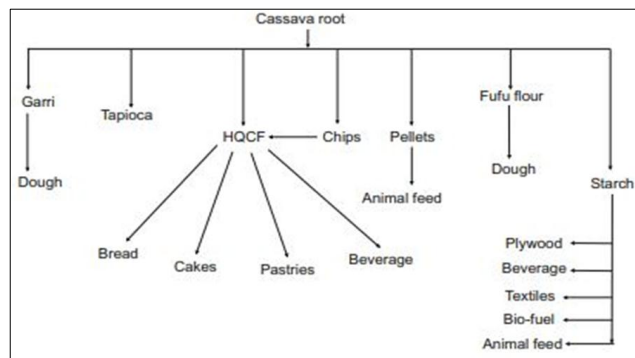 Cassava root
Garri
Tapioca
HQCF
Chips
Pellets
Fufu flour
Dough
Animal feed
Dough
Starch
Bread
Cakes
Pastries
Beverage
Plywood
Beverage
Textiles
Bio-fuel
Animal feed